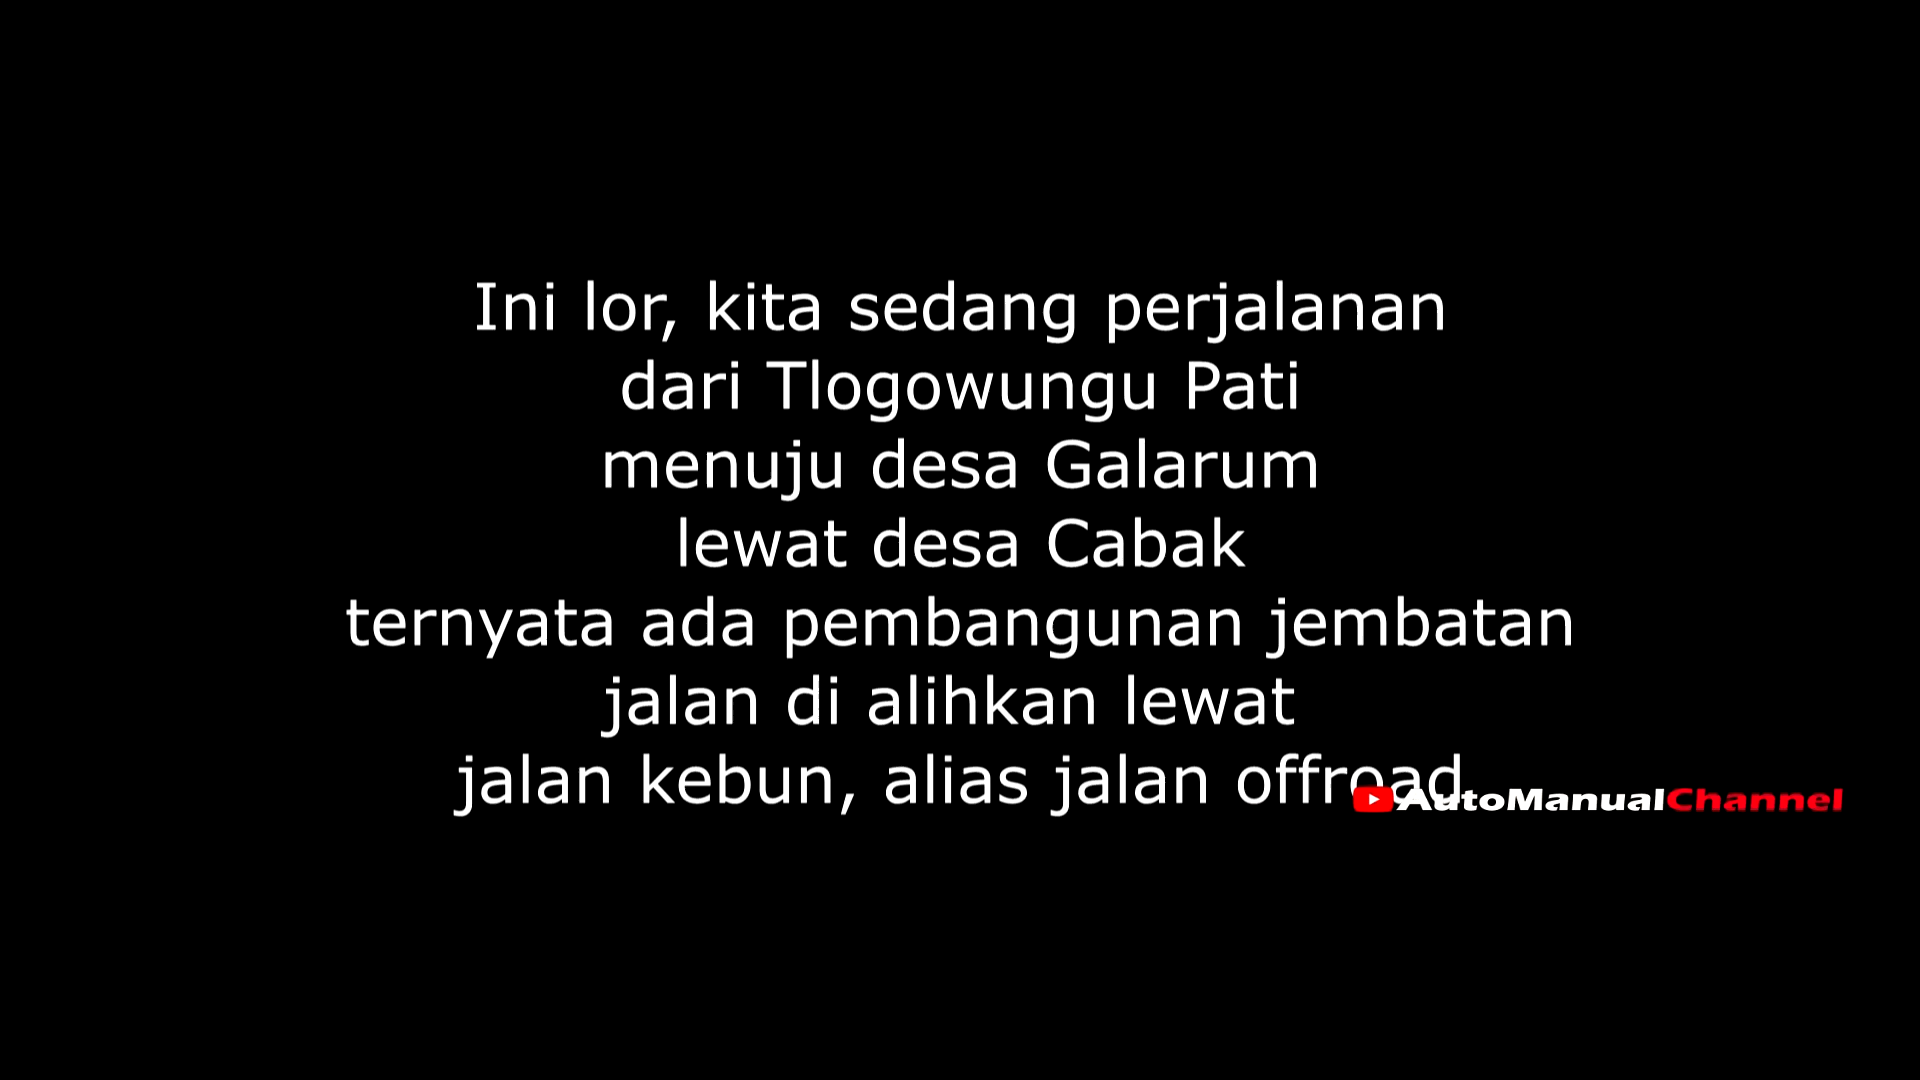 Ini lor, kita sedang perjalanan
dari Tlogowungu Pati
menuju desa Galarum
lewat desa Cabak
ternyata ada pembangunan jembatan
jalan di alihkan lewat
jalan kebun, alias jalan offroad
AutoManualChannel